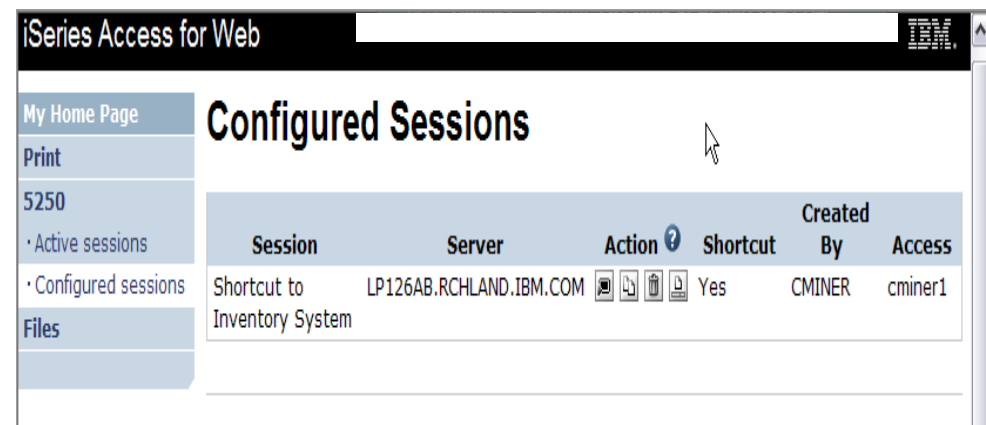 iSeries Access for Web
IBM.
My Home Page
Print
5250
· Active sessions
· Configured sessions
Files
Configured Sessions
Session Server Action ? Shortcut Created By Access
Shortcut to Inventory System LP126AB.RCHLAND.IBM.COM Yes CMINER cminer1